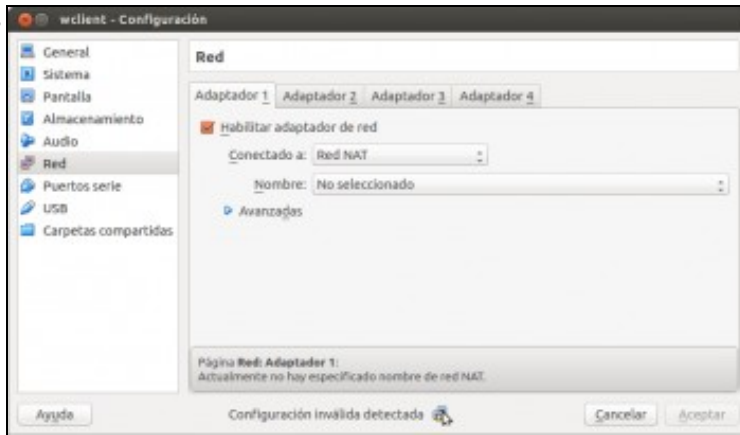 wclient - Configuración
General
Sistema
Pantalla
Almacenamiento
Audio
Red
Puertos serie
USB
Carpetas compartidas
Red
Adaptador 1 Adaptador 2 Adaptador 3 Adaptador 4
Habilitar adaptador de red
Conectado a: Red NAT
Nombre: No seleccionado
Avanzadas
Página Red: Adaptador 1:
Actualmente no hay especificado nombre de red NAT.
Ayuda Configuración inválida detectada Cancelar Aceptar